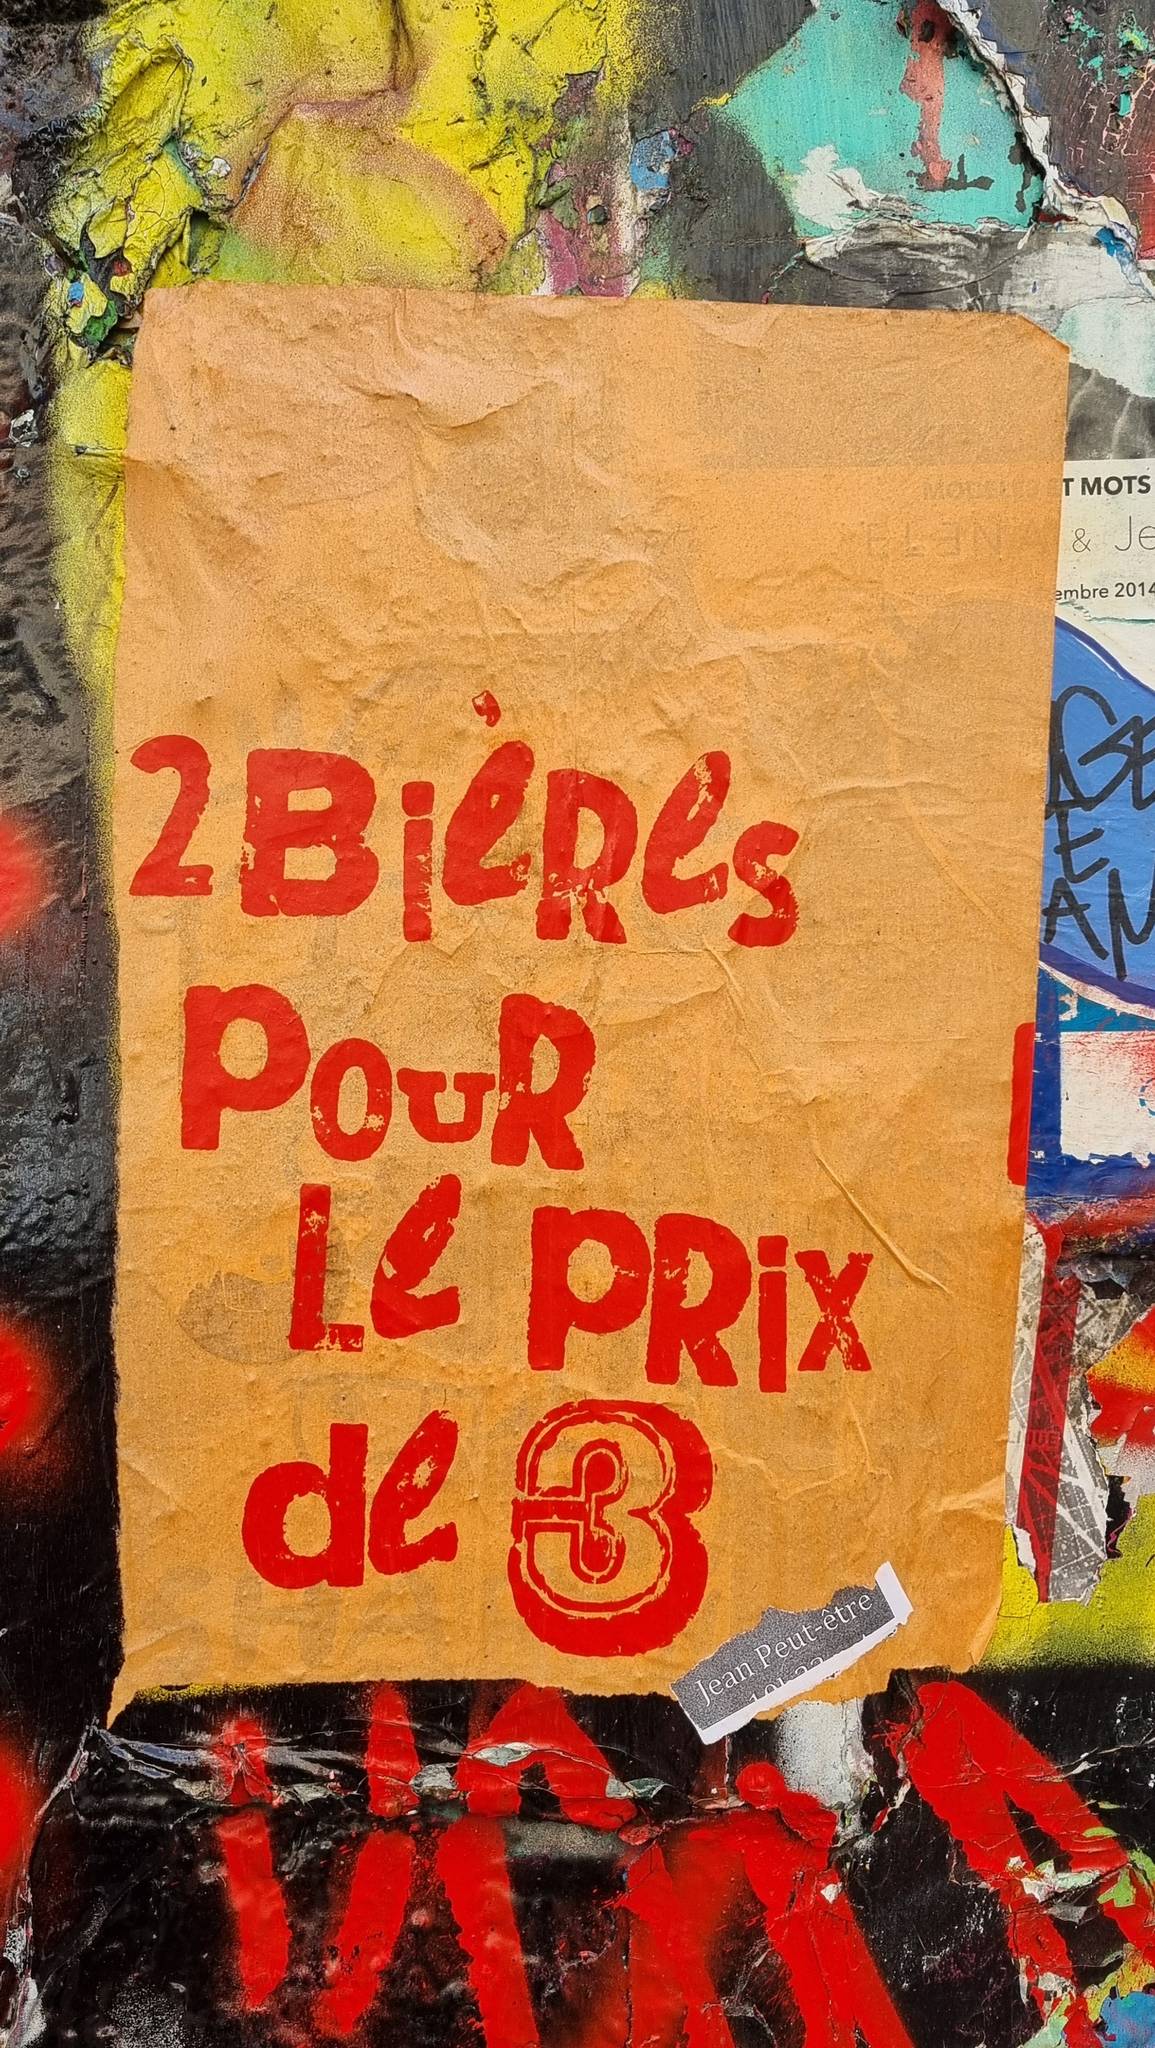 2 Bières
pour
le prix
de 3
Jean Peut-être
T MOTS
& Je
embre 2014